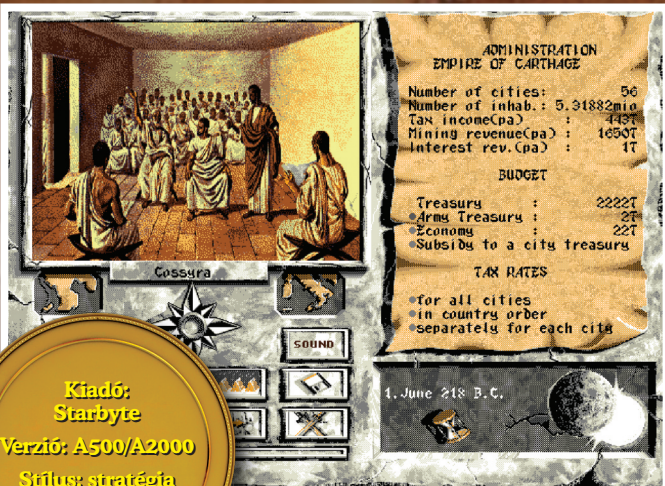 ADMINISTRATION
EMPIRE OF CARTHAGE
Number of cities: 56
Number of inhab.: 5.31882mio
Tax income(pa) : 443T
Mining revenue(pa) : 1650T
Interest rev.(pa) : 1T
BUDGET
Treasury : 2222T
Army Treasury : 2T
Economy : 22T
Subsidy to a city treasury
TAX RATES
for all cities
in country order
separately for each city
Cossyra
SOUND
1. June 218 B.C.
Kiadó:
Starbyte
Verzió: A500/A2000
Stílus: stratégia